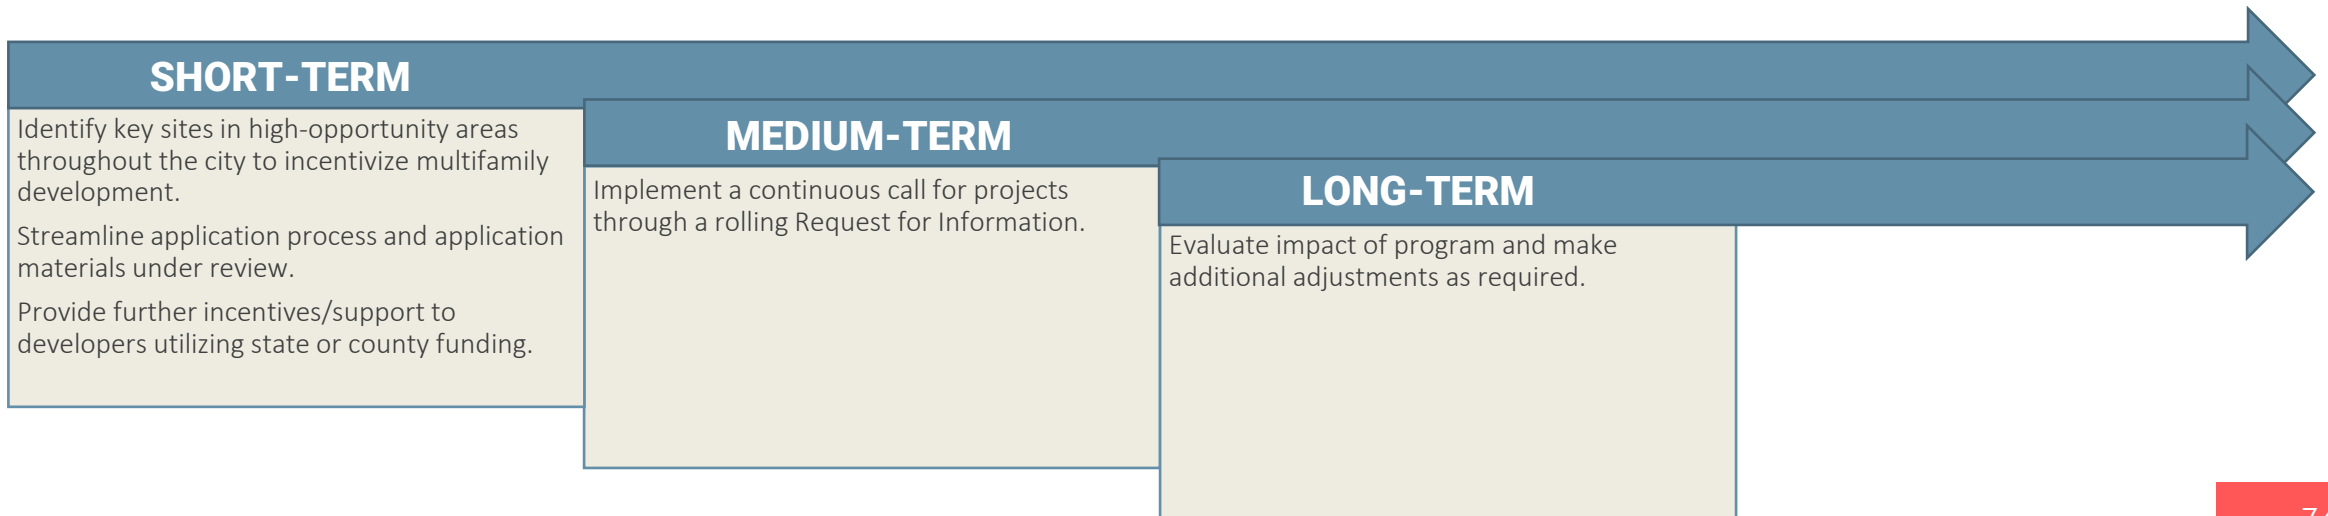 SHORT-TERM
Identify key sites in high-opportunity areas
throughout the city to incentivize multifamily
development.
Streamline application process and application
materials under review.
Provide further incentives/support to
developers utilizing state or county funding.
MEDIUM-TERM
Implement a continuous call for projects
through a rolling Request for Information.
LONG-TERM
Evaluate impact of program and make
additional adjustments as required.